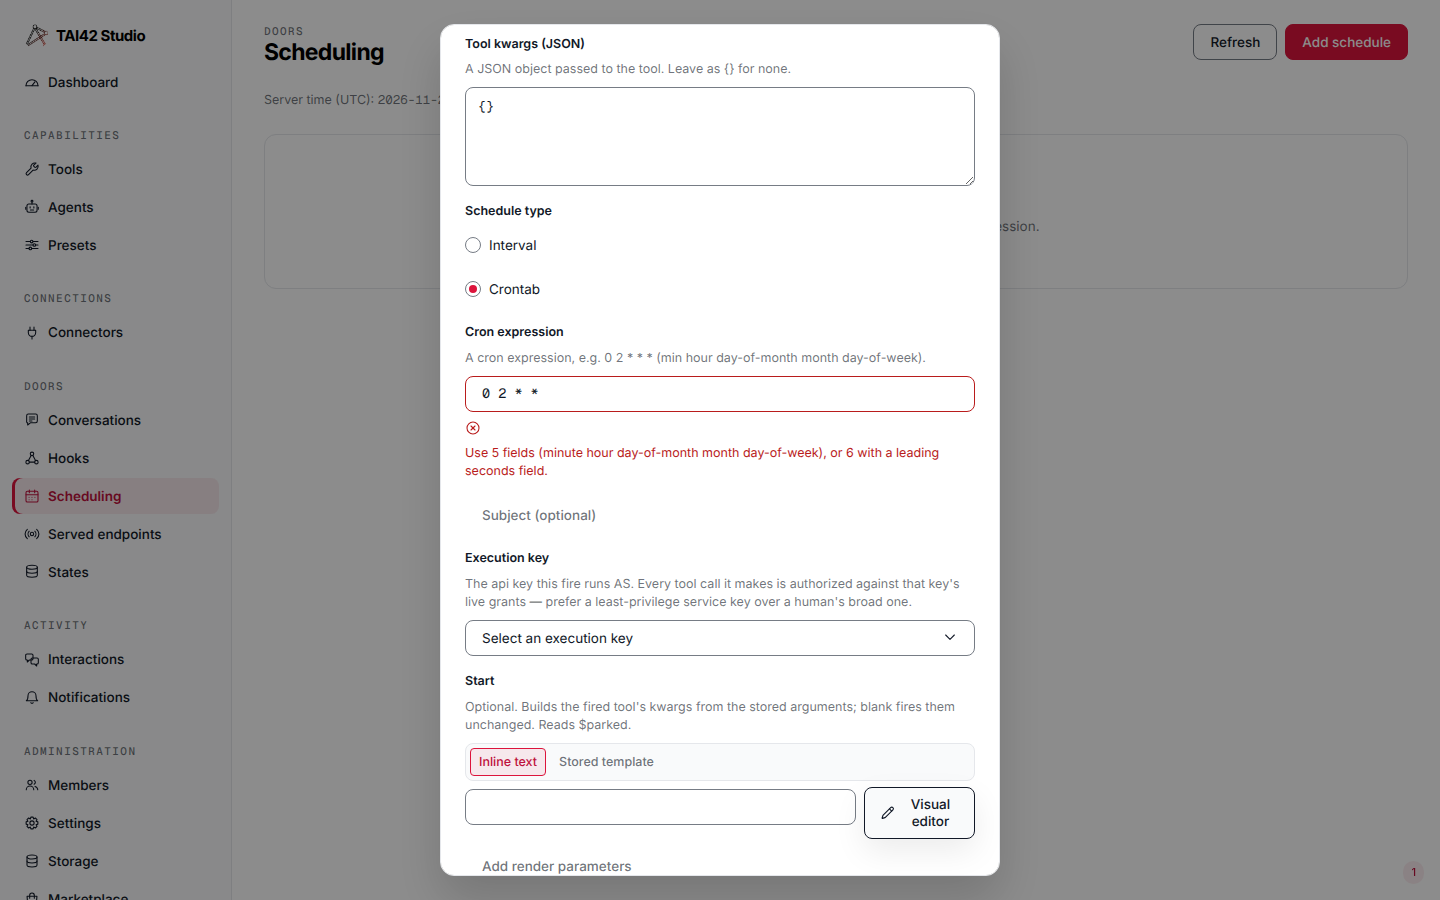 TAI42 Studio
Dashboard
CAPABILITIES
Tools
Agents
Presets
CONNECTIONS
Connectors
DOORS
Conversations
Hooks
Scheduling
Served endpoints
States
ACTIVITY
Interactions
Notifications
ADMINISTRATION
Members
Settings
Storage
Marketplace
DOORS
Scheduling
Refresh
Add schedule
Server time (UTC): 2026-11-2
Tool kwargs (JSON)
A JSON object passed to the tool. Leave as {} for none.
{}
Schedule type
Interval
Crontab
Cron expression
A cron expression, e.g. 0 2 * * * (min hour day-of-month month day-of-week).
0 2 * *
Use 5 fields (minute hour day-of-month month day-of-week), or 6 with a leading
seconds field.
Subject (optional)
Execution key
The api key this fire runs AS. Every tool call it makes is authorized against that key's
live grants — prefer a least-privilege service key over a human's broad one.
Select an execution key
Start
Optional. Builds the fired tool's kwargs from the stored arguments; blank fires them
unchanged. Reads $parked.
Inline text
Stored template
Visual
editor
Add render parameters
1